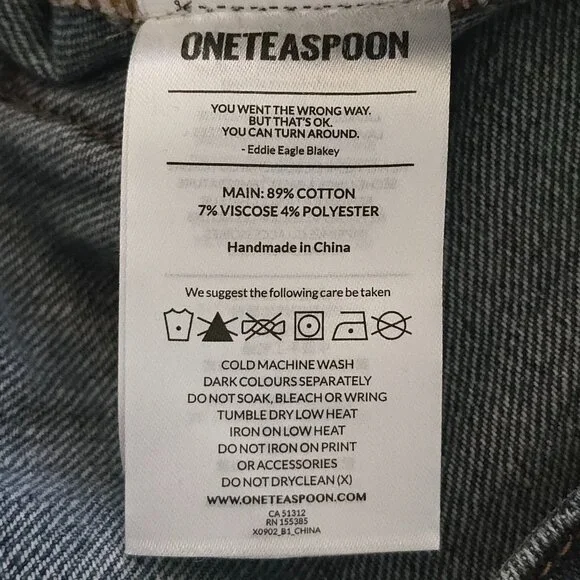 ONETEASPOON
YOU WENT THE WRONG WAY.
BUT THAT'S OK.
YOU CAN TURN AROUND.
- Eddie Eagle Blakey
MAIN: 89% COTTON
7% VISCOSE 4% POLYESTER
Handmade in China
We suggest the following care be taken
COLD MACHINE WASH
DARK COLOURS SEPARATELY
DO NOT SOAK, BLEACH OR WRING
TUMBLE DRY LOW HEAT
IRON ON LOW HEAT
DO NOT IRON ON PRINT
OR ACCESSORIES
DO NOT DRYCLEAN (X)
WWW.ONETEASPOON.COM
CA 51312
RN 155385
X0902_B1_CHINA